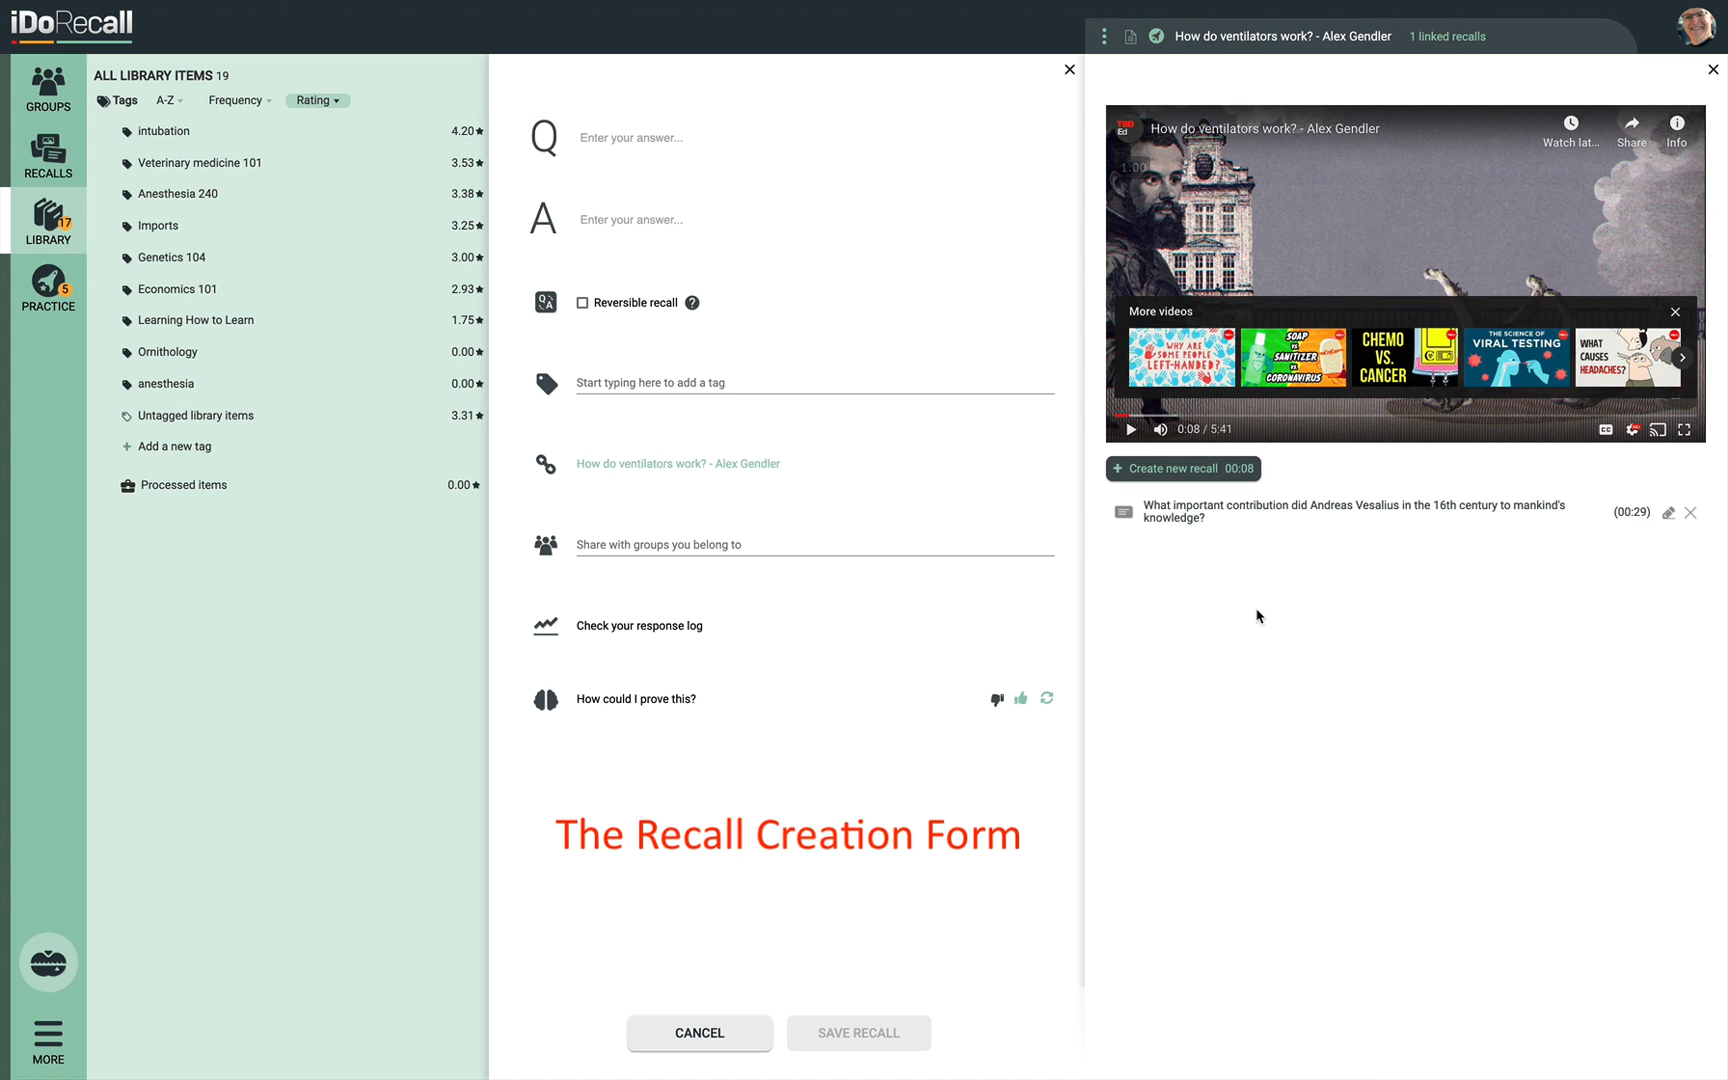 iDoRecall
How do ventilators work? - Alex Gendler 1 linked recalls
GROUPS
RECALLS
17
LIBRARY
5
PRACTICE
MORE
ALL LIBRARY ITEMS 19
Tags A-Z Frequency Rating
intubation 4.20
Veterinary medicine 101 3.53
Anesthesia 240 3.38
Imports 3.25
Genetics 104 3.00
Economics 101 2.93
Learning How to Learn 1.75
Ornithology 0.00
anesthesia 0.00
Untagged library items 3.31
+ Add a new tag
Processed items 0.00
Q Enter your answer...
A Enter your answer...
Q A Reversible recall ?
Start typing here to add a tag
How do ventilators work? - Alex Gendler
Share with groups you belong to
Check your response log
How could I prove this?
The Recall Creation Form
CANCEL SAVE RECALL
TED Ed How do ventilators work? - Alex Gendler
Watch lat... Share Info
1.00
More videos
WHY ARE SOME PEOPLE LEFT-HANDED?
SOAP vs. SANITIZER vs. CORONAVIRUS
CHEMO VS. CANCER
THE SCIENCE OF VIRAL TESTING
WHAT CAUSES HEADACHES?
0:08 / 5:41
CC
+ Create new recall 00:08
What important contribution did Andreas Vesalius in the 16th century to mankind's
knowledge?
(00:29)